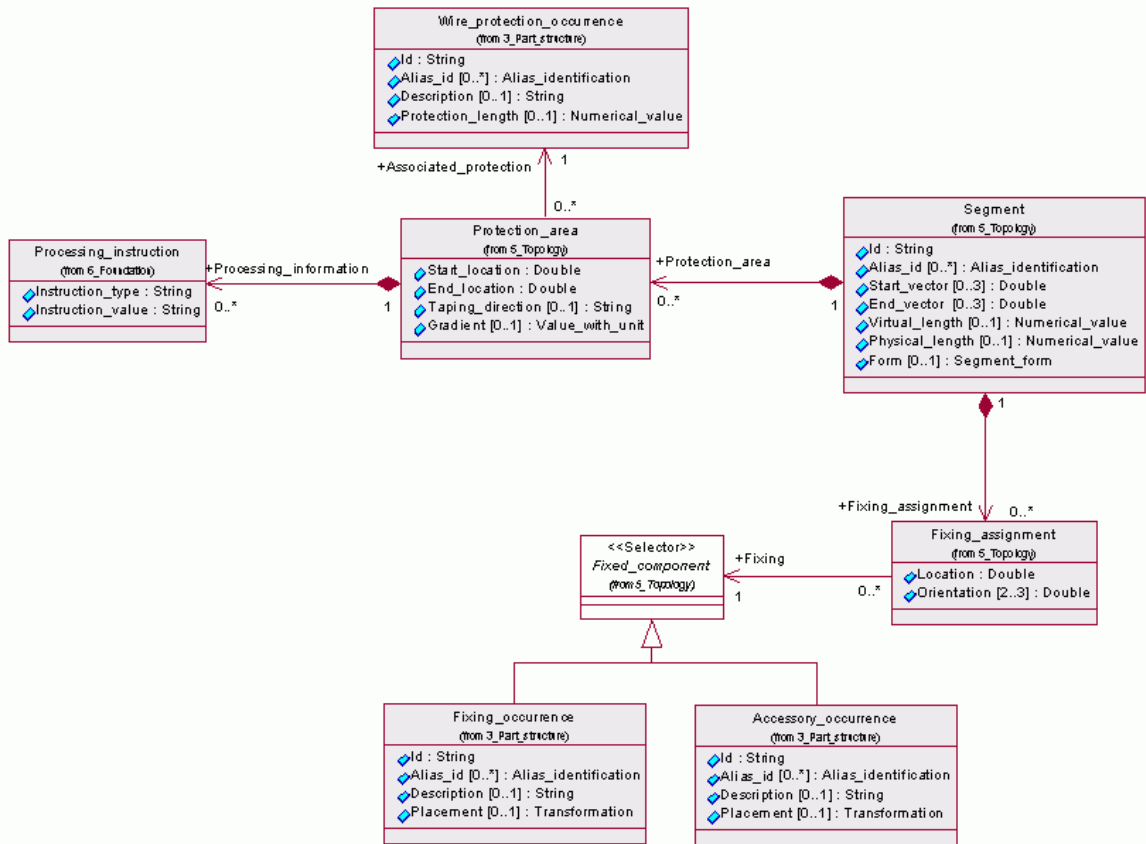 Wire_protection_occurrence
(from 3_Part_structure)
Id : String
Alias_id [0..*] : Alias_identification
Description [0..1] : String
Protection_length [0..1] : Numerical_value
+Associated_protection
1
0..*
Protection_area
(from 5_Topology)
Start_location : Double
End_location : Double
Taping_direction [0..1] : String
Gradient [0..1] : Value_with_unit
Processing_instruction
(from 6_Foundation)
Instruction_type : String
Instruction_value : String
+Processing_information
0..*
1
Segment
(from 5_Topology)
Id : String
Alias_id [0..*] : Alias_identification
Start_vector [0..3] : Double
End_vector [0..3] : Double
Virtual_length [0..1] : Numerical_value
Physical_length [0..1] : Numerical_value
Form [0..1] : Segment_form
+Protection_area
0..*
1
1
+Fixing_assignment
0..*
Fixing_assignment
(from 5_Topology)
Location : Double
Orientation [2..3] : Double
<<Selector>>
Fixed_component
(from 5_Topology)
+Fixing
1
0..*
Fixing_occurrence
(from 3_Part_structure)
Id : String
Alias_id [0..*] : Alias_identification
Description [0..1] : String
Placement [0..1] : Transformation
Accessory_occurrence
(from 3_Part_structure)
Id : String
Alias_id [0..*] : Alias_identification
Description [0..1] : String
Placement [0..1] : Transformation